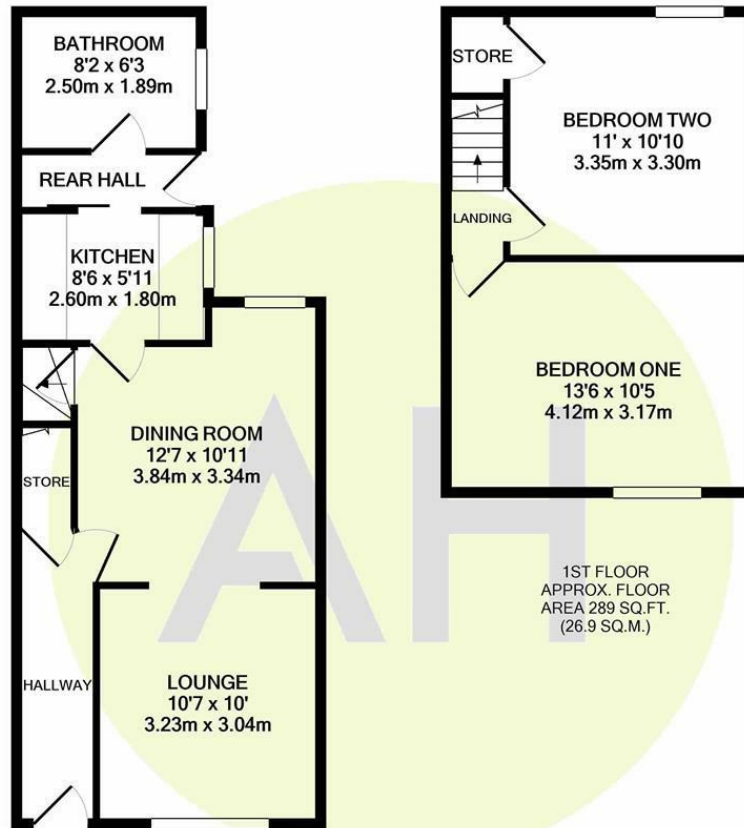 BATHROOM
8'2 x 6'3
2.50m x 1.89m
REAR HALL
KITCHEN
8'6 x 5'11
2.60m x 1.80m
DINING ROOM
12'7 x 10'11
3.84m x 3.34m
STORE
HALLWAY
LOUNGE
10'7 x 10'
3.23m x 3.04m
STORE
BEDROOM TWO
11' x 10'10
3.35m x 3.30m
LANDING
BEDROOM ONE
13'6 x 10'5
4.12m x 3.17m
AH
1ST FLOOR
APPROX. FLOOR
AREA 289 SQ.FT.
(26.9 SQ.M.)